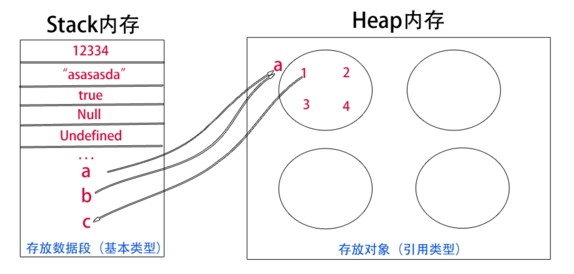 Stack内存
12334
“asasasda”
true
Null
Undefined
...
a
b
c
存放数据段（基本类型）
Heap内存
a
1 2
3 4
存放对象（引用类型）